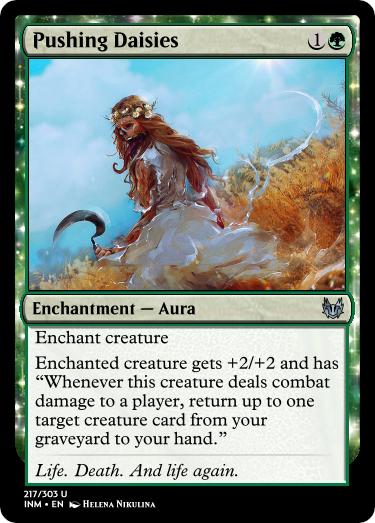 Pushing Daisies 1
Enchantment — Aura
Enchant creature
Enchanted creature gets +2/+2 and has
“Whenever this creature deals combat
damage to a player, return up to one
target creature card from your
graveyard to your hand.”
Life. Death. And life again.
217/303 U
INM • EN Helena Nikulina